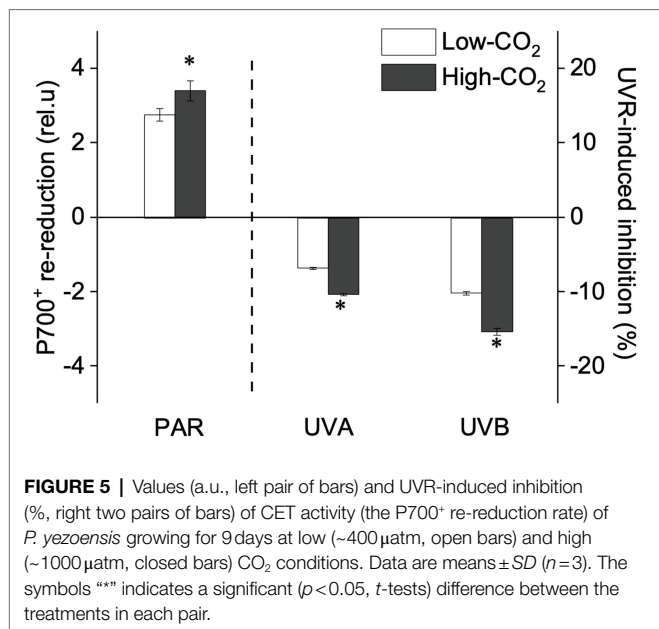 Low-CO₂
High-CO₂
P700⁺ re-reduction (rel.u)
4
2
0
-2
-4
*
*
*
20
10
0
-10
-20
UVR-induced inhibition (%)
PAR UVA UVB
FIGURE 5 | Values (a.u., left pair of bars) and UVR-induced inhibition
(%, right two pairs of bars) of CET activity (the P700⁺ re-reduction rate) of
P. yezoensis growing for 9 days at low (~400 μatm, open bars) and high
(~1000 μatm, closed bars) CO₂ conditions. Data are means ± SD (n = 3). The
symbols “*” indicates a significant (p < 0.05, t-tests) difference between the
treatments in each pair.